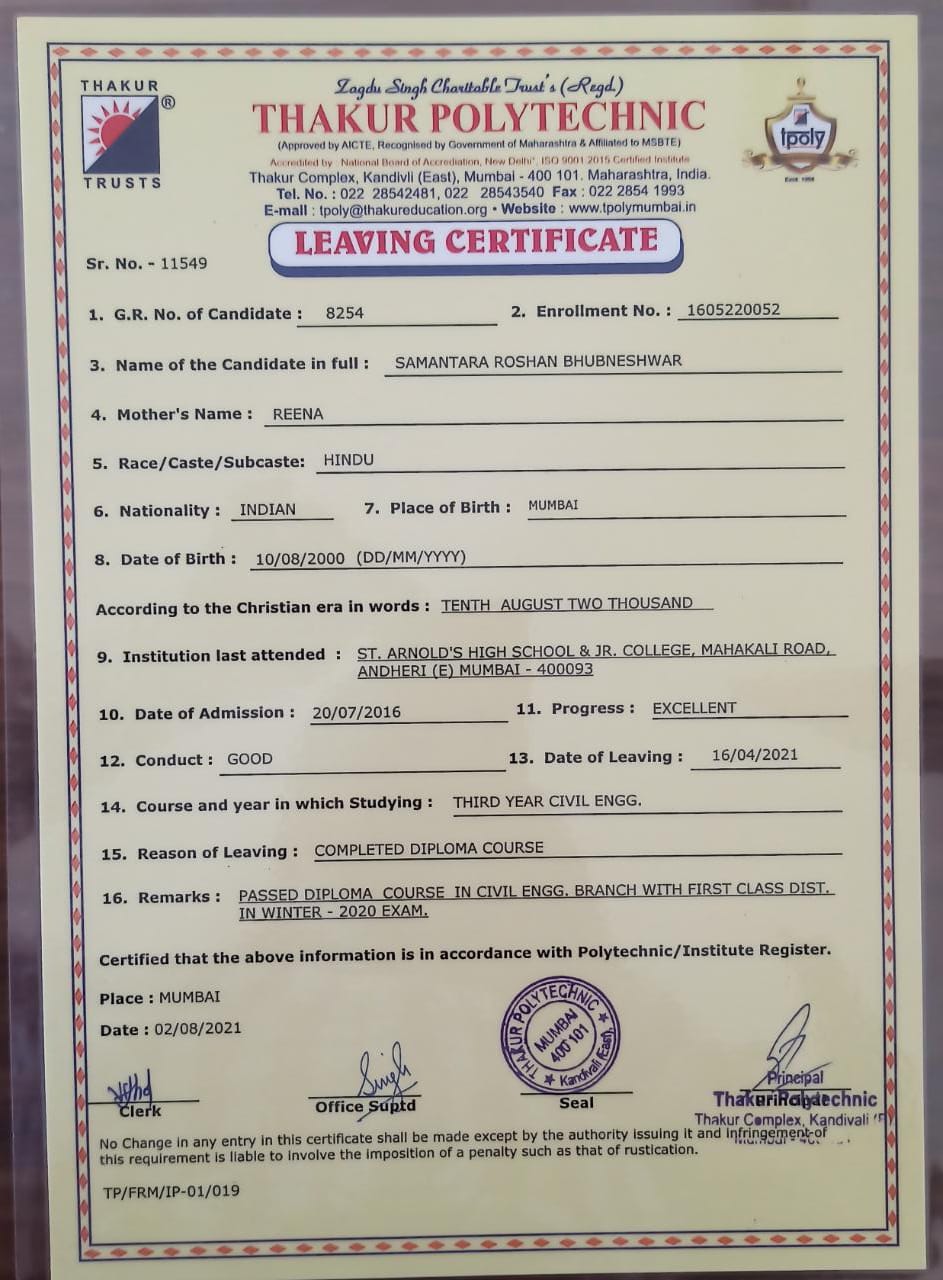 THAKUR
®
TRUSTS
Zagdu Singh Charitable Trust's (Regd.)
THAKUR POLYTECHNIC
(Approved by AICTE, Recognised by Government of Maharashtra & Affiliated to MSBTE)
Accredited by National Board of Accrediation, New Delhi*, ISO 9001 2015 Certified Institute
Thakur Complex, Kandivli (East), Mumbai - 400 101. Maharashtra, India.
Tel. No. : 022 28542481, 022 28543540 Fax : 022 2854 1993
E-mail : tpoly@thakureducation.org • Website : www.tpolymumbai.in
tpoly
Estd. 1998
LEAVING CERTIFICATE
Sr. No. - 11549
1. G.R. No. of Candidate : 8254 2. Enrollment No. : 1605220052
3. Name of the Candidate in full : SAMANTARA ROSHAN BHUBNESHWAR
4. Mother's Name : REENA
5. Race/Caste/Subcaste: HINDU
6. Nationality : INDIAN 7. Place of Birth : MUMBAI
8. Date of Birth : 10/08/2000 (DD/MM/YYYY)
According to the Christian era in words : TENTH AUGUST TWO THOUSAND
9. Institution last attended : ST. ARNOLD'S HIGH SCHOOL & JR. COLLEGE, MAHAKALI ROAD,
ANDHERI (E) MUMBAI - 400093
10. Date of Admission : 20/07/2016 11. Progress : EXCELLENT
12. Conduct : GOOD 13. Date of Leaving : 16/04/2021
14. Course and year in which Studying : THIRD YEAR CIVIL ENGG.
15. Reason of Leaving : COMPLETED DIPLOMA COURSE
16. Remarks : PASSED DIPLOMA COURSE IN CIVIL ENGG. BRANCH WITH FIRST CLASS DIST.
IN WINTER - 2020 EXAM.
Certified that the above information is in accordance with Polytechnic/Institute Register.
Place : MUMBAI
Date : 02/08/2021
THAKUR POLYTECHNIC
MUMBAI
400 101
Kandivali (East),
Singh
Clerk
Office Suptd
Seal
Principal
Principal
Thakur Polytechnic
Thakur Complex, Kandivali
No Change in any entry in this certificate shall be made except by the authority issuing it and infringement of
this requirement is liable to involve the imposition of a penalty such as that of rustication.
TP/FRM/IP-01/019